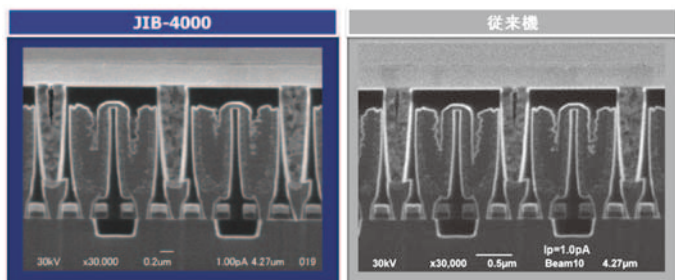 JIB-4000
従来機
30kV x30,000 0.2um 1.00pA 4.27um 019
Ip=1.0pA
30kV x30,000 0.5μm Beam10 4.27μm